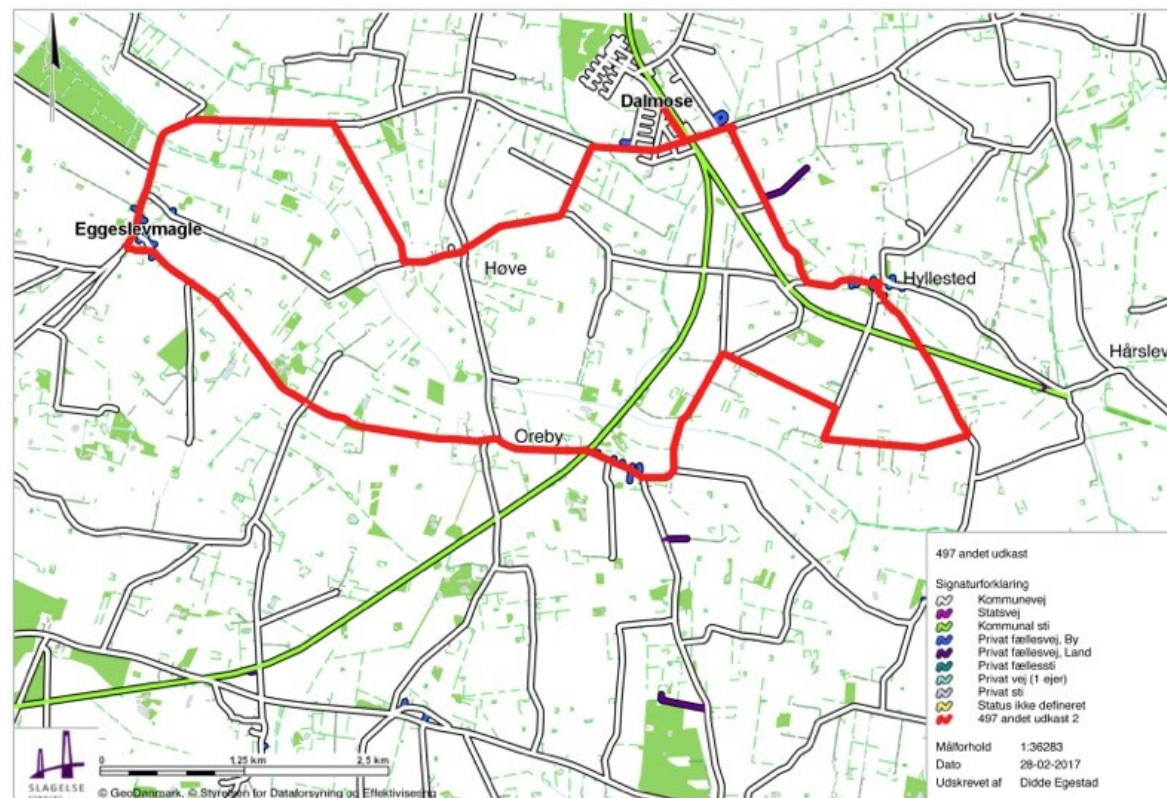 Dalmose
Eggeslevmagle
Høve
Hyllested
Hårslev
Oreby
497 andet udkast
Signaturforklaring
Kommunevej
Statsvej
Kommunal sti
Privat fællesvej, By
Privat fællesvej, Land
Privat fællessti
Privat vej (1 ejer)
Privat sti
Status ikke defineret
497 andet udkast 2
Målforhold 1:36283
Dato 28-02-2017
Udskrevet af Didde Egestad
SLAGELSE
0 1,25 km 2,5 km
© GeoDanmark, © Styrelsen for Dataforsyning og Effektivisering